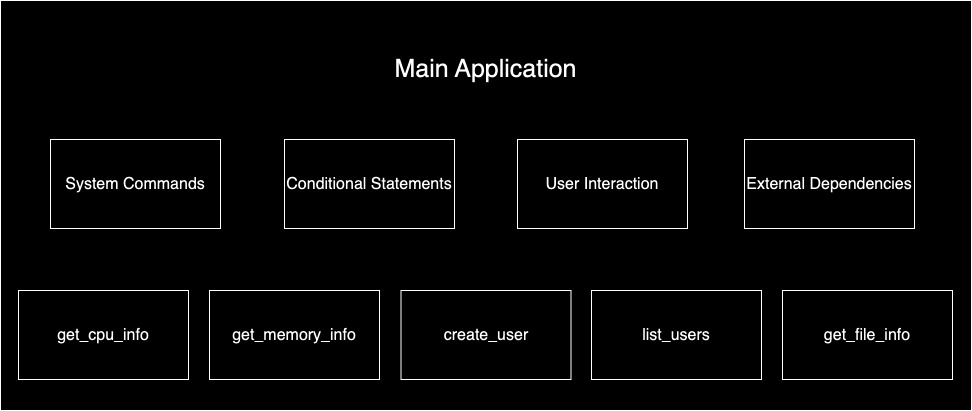 Main Application
System Commands
Conditional Statements
User Interaction
External Dependencies
get_cpu_info
get_memory_info
create_user
list_users
get_file_info